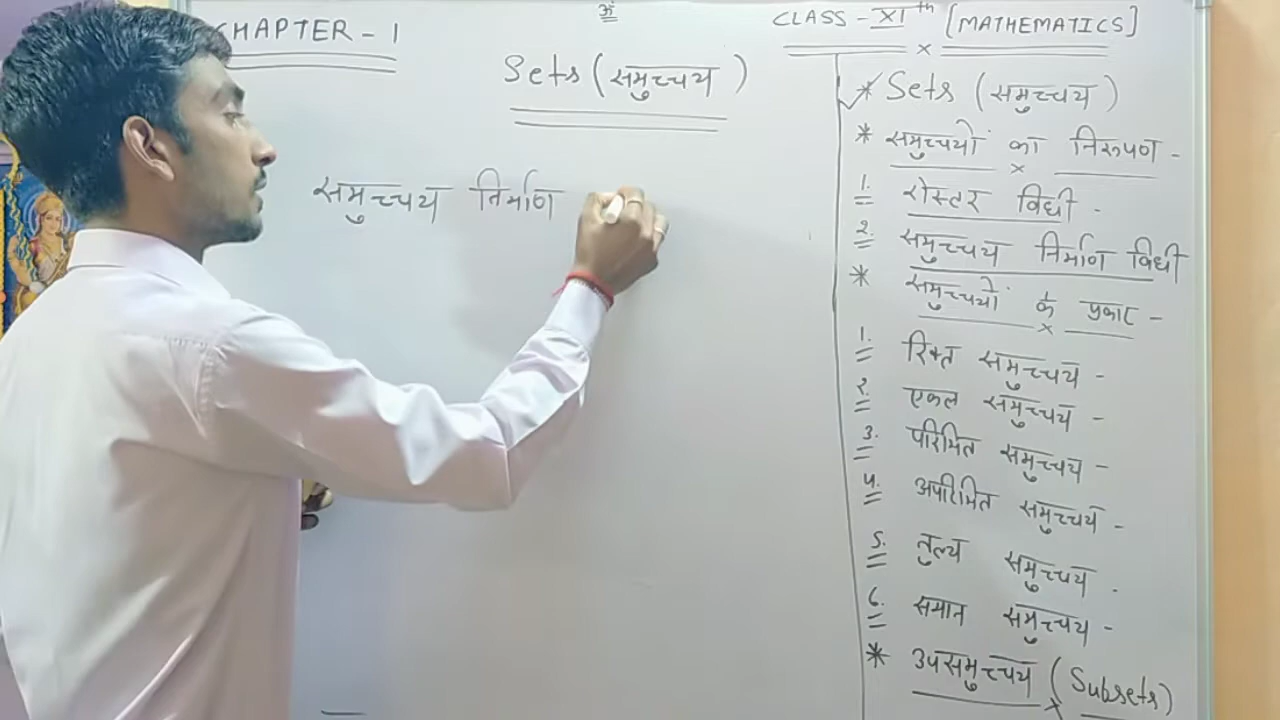 CHAPTER - 1
ॐ
CLASS - XIth [MATHEMATICS]
Sets (समुच्चय)
समुच्चय निर्माण
* Sets (समुच्चय)
* समुच्चयों का निरूपण -
1. रोस्टर विधी -
2. समुच्चय निर्माण विधी
* समुच्चयों के प्रकार -
1. रिक्त समुच्चय -
2. एकल समुच्चय -
3. परिमित समुच्चय -
4. अपरिमित समुच्चय -
5. तुल्य समुच्चय -
6. समान समुच्चय -
* उपसमुच्चय (Subsets)